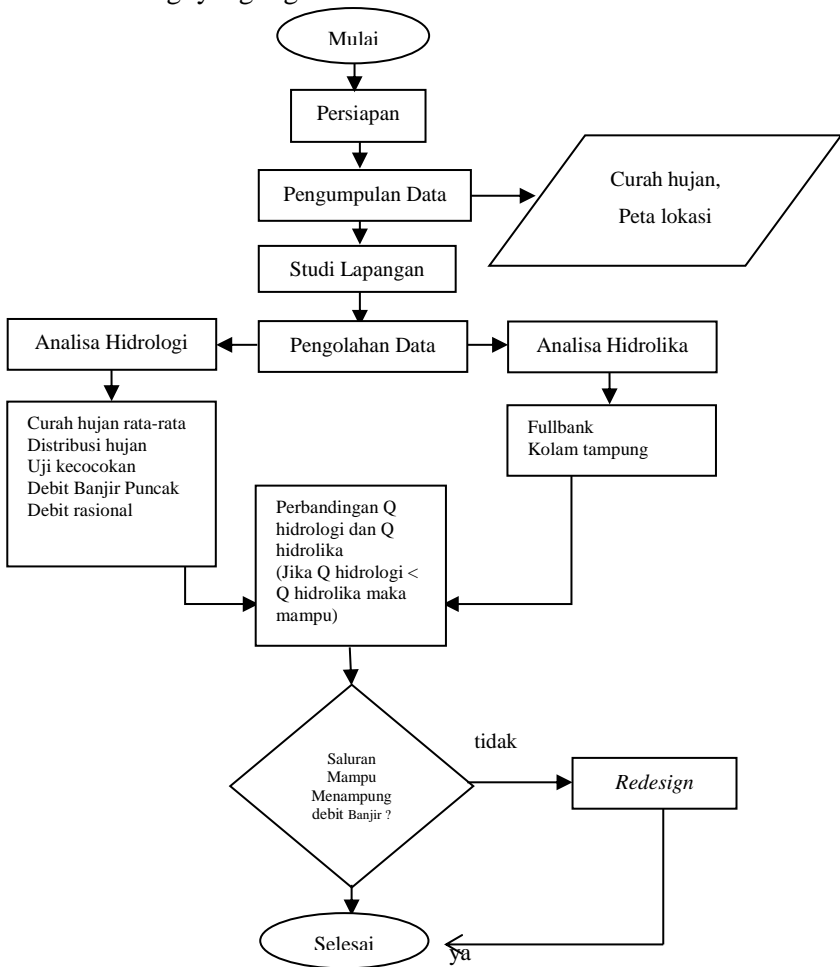 Mulai
Persiapan
Pengumpulan Data
Curah hujan,
Peta lokasi
Studi Lapangan
Analisa Hidrologi
Pengolahan Data
Analisa Hidrolika
Curah hujan rata-rata
Distribusi hujan
Uji kecocokan
Debit Banjir Puncak
Debit rasional
Fullbank
Kolam tampung
Perbandingan Q
hidrologi dan Q
hidrolika
(Jika Q hidrologi <
Q hidrolika maka
mampu)
Saluran
Mampu
Menampung
debit Banjir ?
tidak
Redesign
Selesai
ya